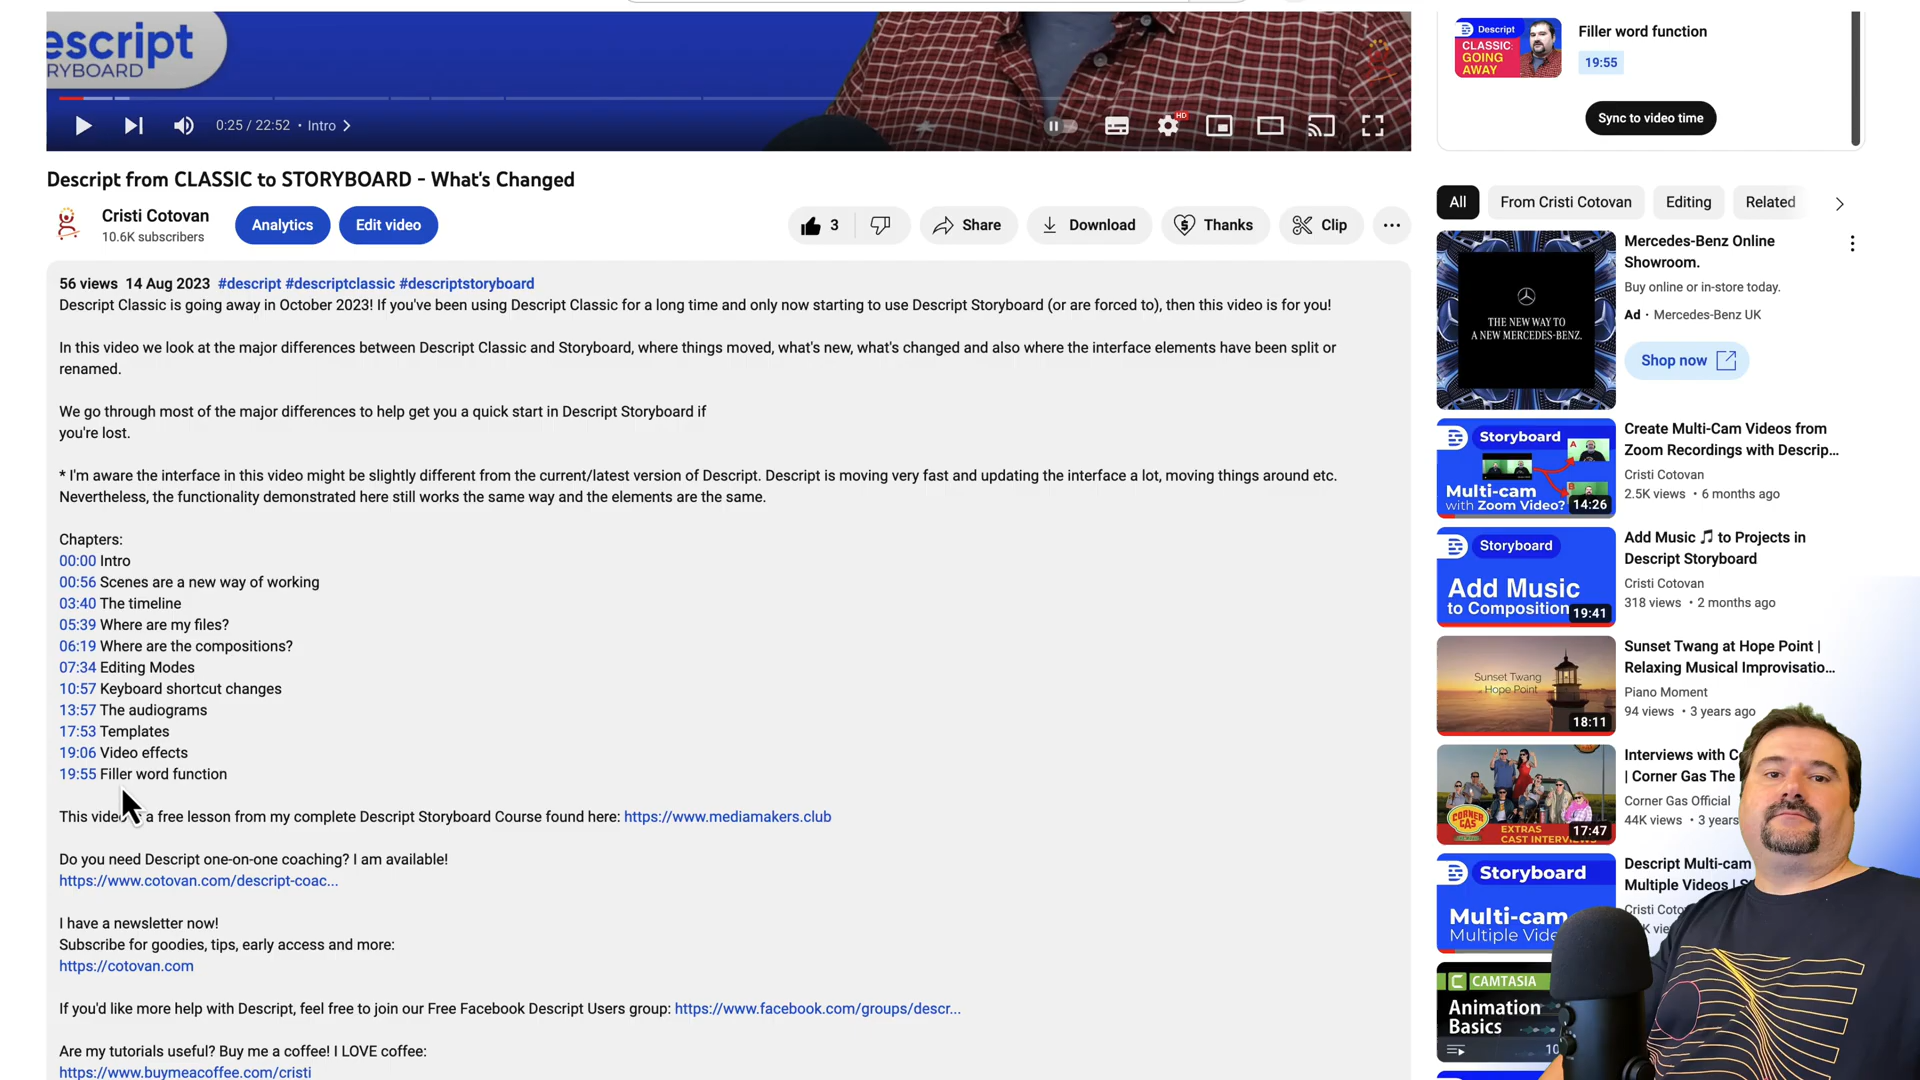 escript
RYBOARD
0:25 / 22:52 • Intro
HD
Descript from CLASSIC to STORYBOARD - What's Changed
Cristi Cotovan
10.6K subscribers
Analytics
Edit video
3
Share
Download
Thanks
Clip
56 views 14 Aug 2023 #descript #descriptclassic #descriptstoryboard
Descript Classic is going away in October 2023! If you've been using Descript Classic for a long time and only now starting to use Descript Storyboard (or are forced to), then this video is for you!
In this video we look at the major differences between Descript Classic and Storyboard, where things moved, what's new, what's changed and also where the interface elements have been split or
renamed.
We go through most of the major differences to help get you a quick start in Descript Storyboard if
you're lost.
* I'm aware the interface in this video might be slightly different from the current/latest version of Descript. Descript is moving very fast and updating the interface a lot, moving things around etc.
Nevertheless, the functionality demonstrated here still works the same way and the elements are the same.
Chapters:
00:00 Intro
00:56 Scenes are a new way of working
03:40 The timeline
05:39 Where are my files?
06:19 Where are the compositions?
07:34 Editing Modes
10:57 Keyboard shortcut changes
13:57 The audiograms
17:53 Templates
19:06 Video effects
19:55 Filler word function
This vide a free lesson from my complete Descript Storyboard Course found here: https://www.mediamakers.club
Do you need Descript one-on-one coaching? I am available!
https://www.cotovan.com/descript-coac...
I have a newsletter now!
Subscribe for goodies, tips, early access and more:
https://cotovan.com
If you'd like more help with Descript, feel free to join our Free Facebook Descript Users group: https://www.facebook.com/groups/descr...
Are my tutorials useful? Buy me a coffee! I LOVE coffee:
https://www.buymeacoffee.com/cristi
Descript
CLASSIC
GOING
AWAY
Filler word function
19:55
Sync to video time
All
From Cristi Cotovan
Editing
Related
THE NEW WAY TO
A NEW MERCEDES-BENZ.
Mercedes-Benz Online
Showroom.
Buy online or in-store today.
Ad • Mercedes-Benz UK
Shop now
Storyboard
A
B
Multi-cam
with Zoom Video?
14:26
Create Multi-Cam Videos from
Zoom Recordings with Descrip...
Cristi Cotovan
2.5K views • 6 months ago
Storyboard
Add Music
to Composition
19:41
Add Music 🎵 to Projects in
Descript Storyboard
Cristi Cotovan
318 views • 2 months ago
Sunset Twang
at Hope Point
18:11
Sunset Twang at Hope Point |
Relaxing Musical Improvisatio...
Piano Moment
94 views • 3 years ago
CORNER
GAS
EXTRAS
CAST INTERVIEWS
17:47
Interviews with C
| Corner Gas The
Corner Gas Official
44K views • 3 years
Storyboard
Multi-cam
Multiple Vide
Descript Multi-cam
Multiple Videos | S
Cristi Coto
K vie
CAMTASIA
Animation
Basics
10